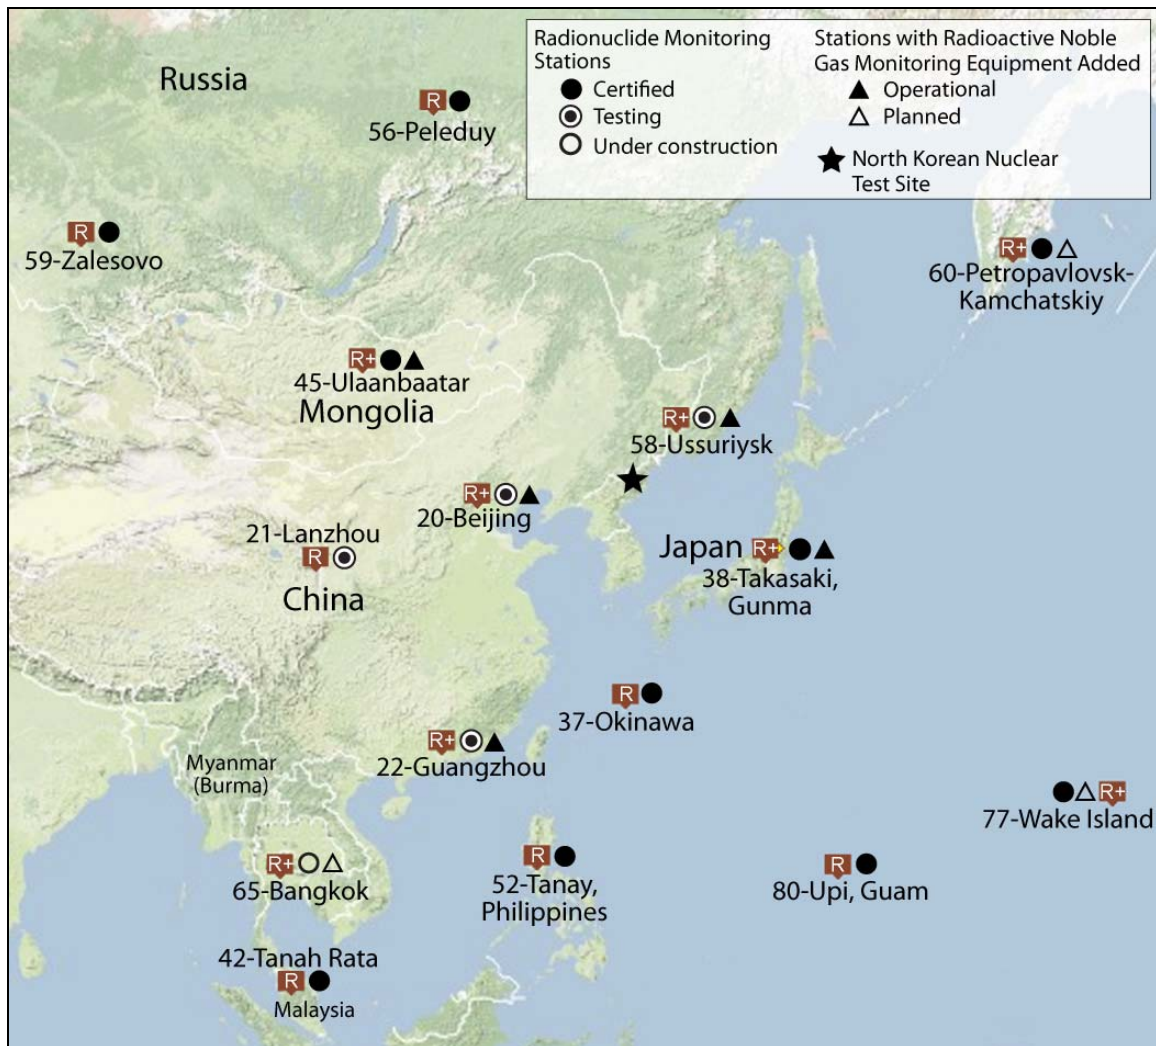 Russia
R
56-Peleduy
Radionuclide Monitoring
Stations
Certified
Testing
Under construction
Stations with Radioactive Noble
Gas Monitoring Equipment Added
Operational
Planned
North Korean Nuclear
Test Site
R
59-Zalesovo
R+
60-Petropavlovsk-
Kamchatskiy
R+
45-Ulaanbaatar
Mongolia
R+
58-Ussuriysk
R+
20-Beijing
21-Lanzhou
R
China
Japan
R+
38-Takasaki,
Gunma
R
37-Okinawa
R+
22-Guangzhou
Myanmar
(Burma)
R+
77-Wake Island
R+
65-Bangkok
R
52-Tanay,
Philippines
R
80-Upi, Guam
42-Tanah Rata
R
Malaysia